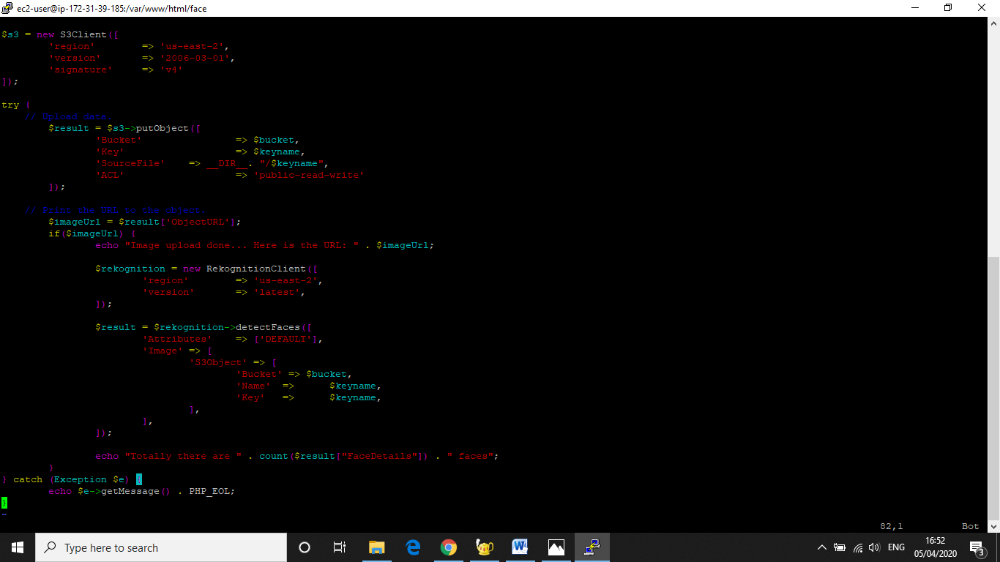 ec2-user@ip-172-31-39-185:/var/www/html/face
$s3 = new S3Client([
'region' => 'us-east-2',
'version' => '2006-03-01',
'signature' => 'v4'
]);
try {
// Upload data.
$result = $s3->putObject([
'Bucket' => $bucket,
'Key' => $keyname,
'SourceFile' => __DIR__. "/$keyname",
'ACL' => 'public-read-write'
]);
// Print the URL to the object.
$imageUrl = $result['ObjectURL'];
if($imageUrl) {
echo "Image upload done... Here is the URL: " . $imageUrl;
$rekognition = new RekognitionClient([
'region' => 'us-east-2',
'version' => 'latest',
]);
$result = $rekognition->detectFaces([
'Attributes' => ['DEFAULT'],
'Image' => [
'S3Object' => [
'Bucket' => $bucket,
'Name' => $keyname,
'Key' => $keyname,
],
],
]);
echo "Totally there are " . count($result["FaceDetails"]) . " faces";
}
} catch (Exception $e) {
echo $e->getMessage() . PHP_EOL;
}
~
82,1 Bot
Type here to search
ENG
16:52
05/04/2020
3